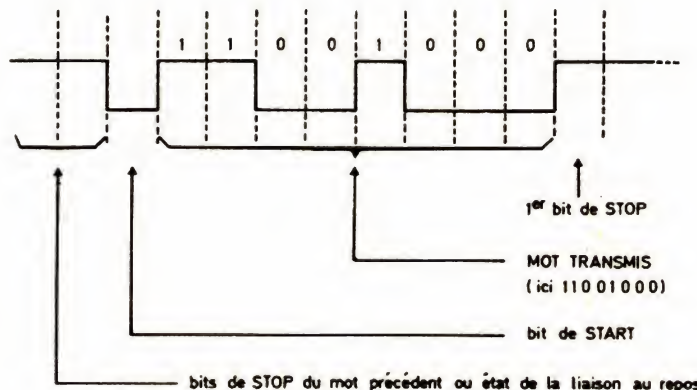 1 1 0 0 1 0 0 0
1er bit de STOP
MOT TRANSMIS
(ici 11001000)
bit de START
bits de STOP du mot précédent ou état de la liaison au repos